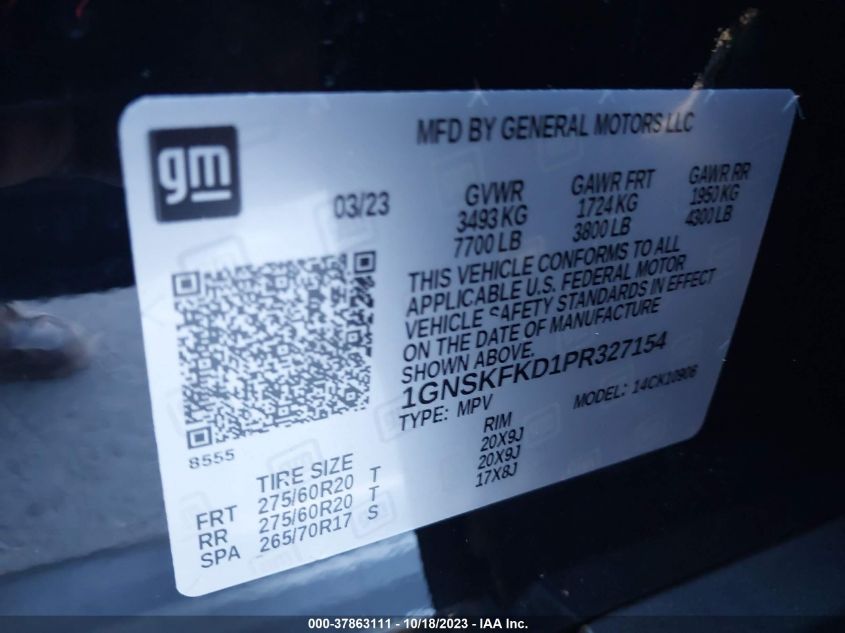 gm
MFD BY GENERAL MOTORS LLC
03/23
GVWR GAWR FRT GAWR RR
3493 KG 1724 KG 1950 KG
7700 LB 3800 LB 4300 LB
THIS VEHICLE CONFORMS TO ALL
APPLICABLE U.S. FEDERAL MOTOR
VEHICLE SAFETY STANDARDS IN EFFECT
ON THE DATE OF MANUFACTURE
SHOWN ABOVE.
1GNSKFKD1PR327154
TYPE: MPV MODEL: 14CK10906
8555
TIRE SIZE RIM
FRT 275/60R20 T 20X9J
RR 275/60R20 T 20X9J
SPA 265/70R17 S 17X8J
000-37863111 - 10/18/2023 - IAA Inc.